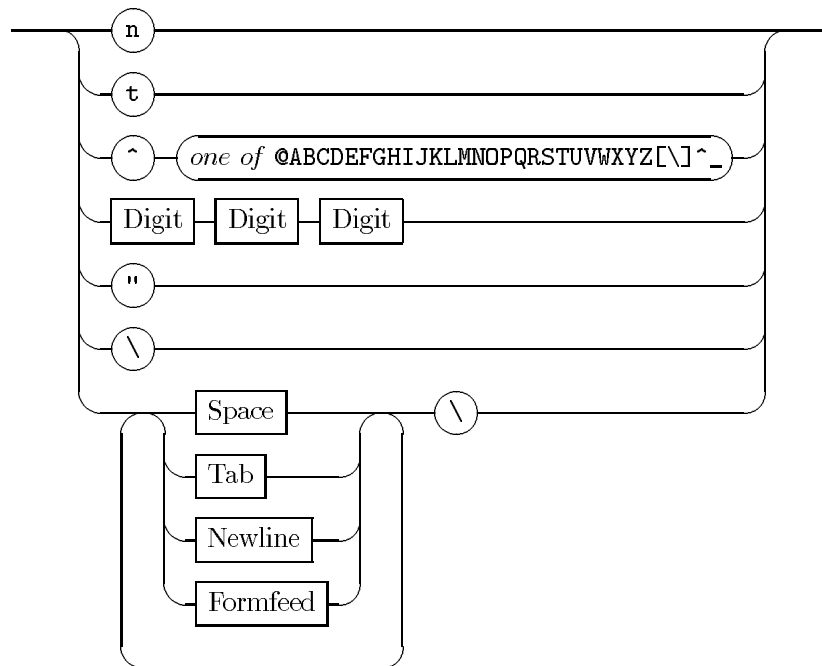 n
t
^ one of @ABCDEFGHIJKLMNOPQRSTUVWXYZ[\]^_
Digit Digit Digit
"
\
Space \
Tab
Newline
Formfeed